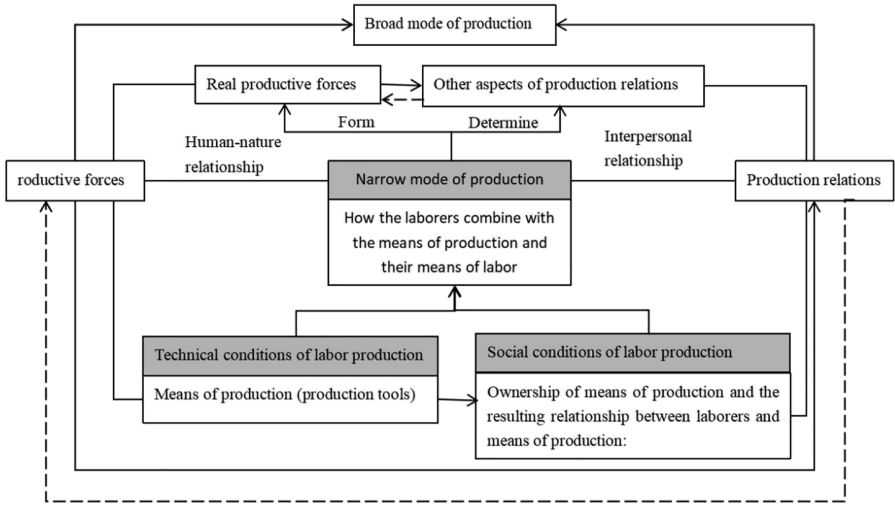 Broad mode of production
Real productive forces
Other aspects of production relations
Form
Determine
Human-nature
relationship
Interpersonal
relationship
roductive forces
Narrow mode of production
Production relations
How the laborers combine with
the means of production and
their means of labor
Technical conditions of labor production
Social conditions of labor production
Means of production (production tools)
Ownership of means of production and the
resulting relationship between laborers and
means of production: